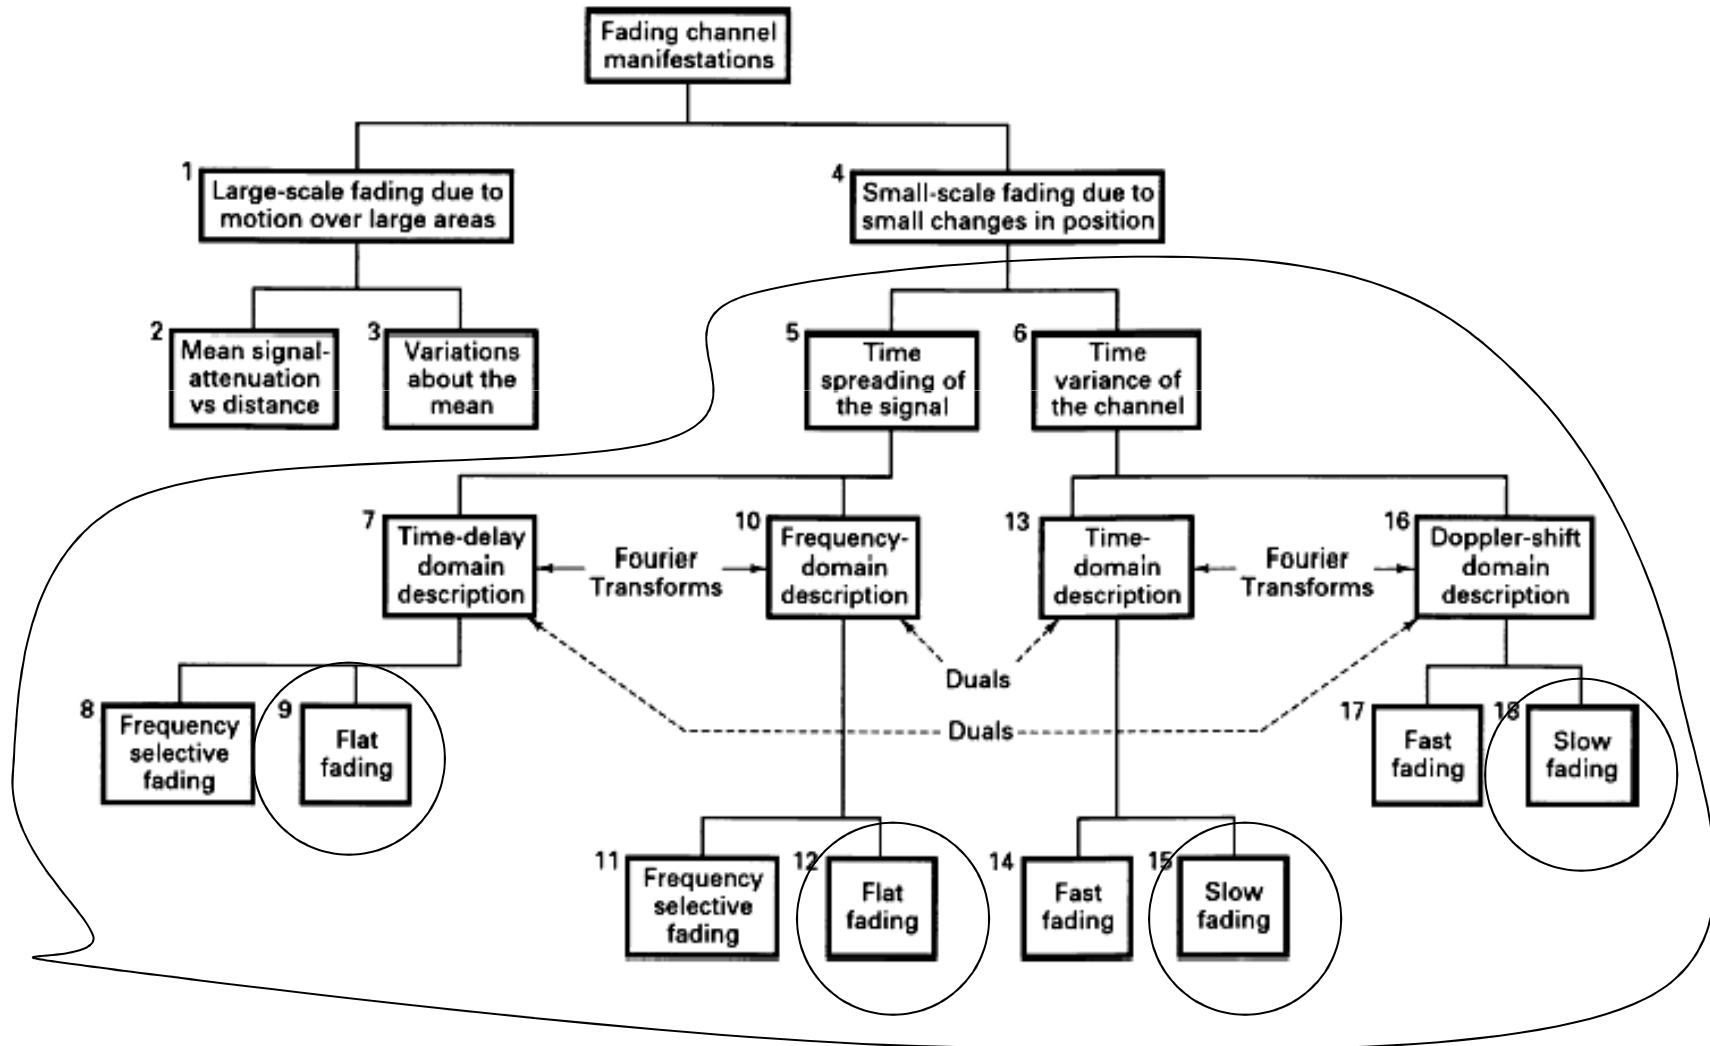 Fading channel
manifestations
1
Large-scale fading due to
motion over large areas
4
Small-scale fading due to
small changes in position
2
Mean signal-
attenuation
vs distance
3
Variations
about the
mean
5
Time
spreading of
the signal
6
Time
variance of
the channel
7
Time-delay
domain
description
Fourier
Transforms
10
Frequency-
domain
description
13
Time-
domain
description
Fourier
Transforms
16
Doppler-shift
domain
description
Duals
Duals
8
Frequency
selective
fading
9
Flat
fading
17
Fast
fading
18
Slow
fading
11
Frequency
selective
fading
12
Flat
fading
14
Fast
fading
15
Slow
fading